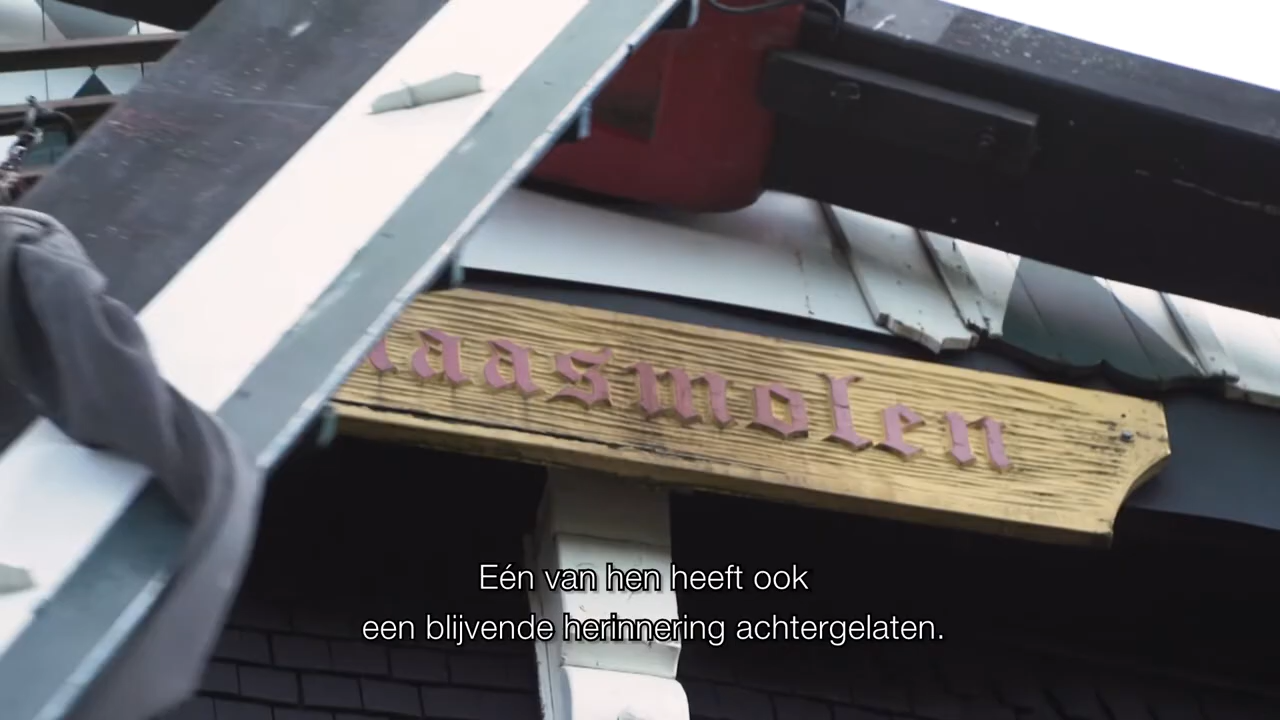 aasmolen
Eén van hen heeft ook
een blijvende herinnering achtergelaten.